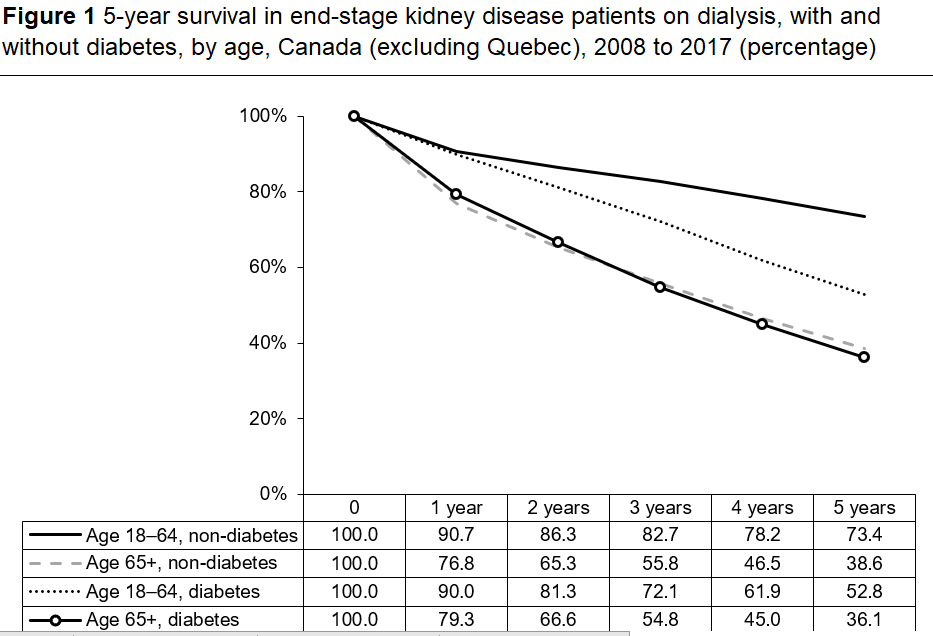 Figure 1 5-year survival in end-stage kidney disease patients on dialysis, with and
without diabetes, by age, Canada (excluding Quebec), 2008 to 2017 (percentage)
100%
80%
60%
40%
20%
0%
0 1 year 2 years 3 years 4 years 5 years
Age 18–64, non-diabetes 100.0 90.7 86.3 82.7 78.2 73.4
Age 65+, non-diabetes 100.0 76.8 65.3 55.8 46.5 38.6
Age 18–64, diabetes 100.0 90.0 81.3 72.1 61.9 52.8
Age 65+, diabetes 100.0 79.3 66.6 54.8 45.0 36.1